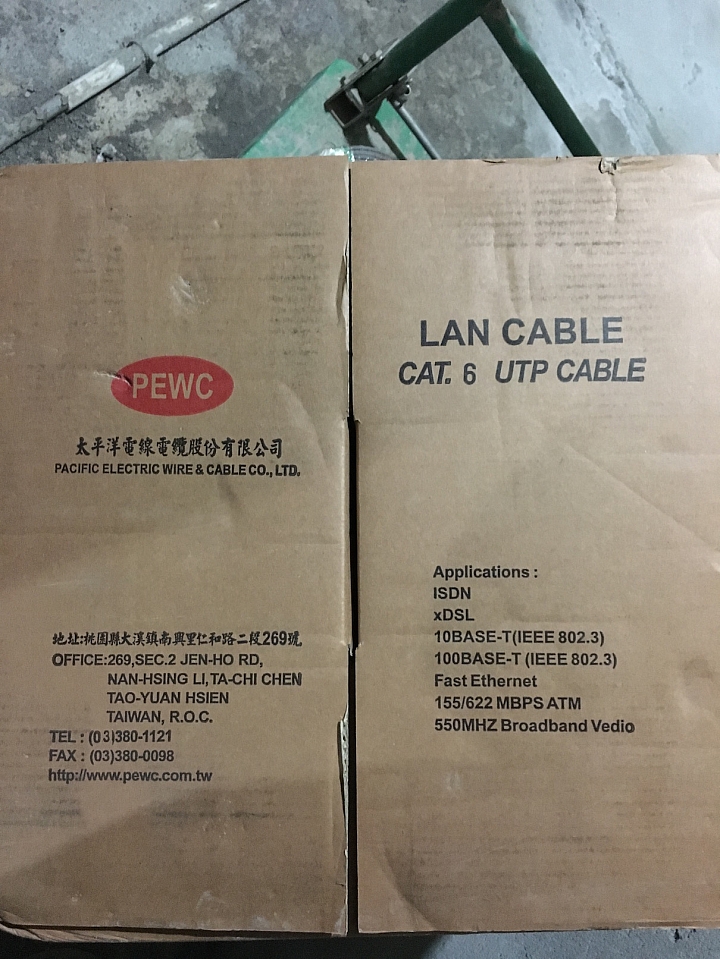 PEWC
太平洋電線電纜股份有限公司
PACIFIC ELECTRIC WIRE & CABLE CO., LTD.
地址:桃園縣大溪鎮南興里仁和路二段269號
OFFICE:269,SEC.2 JEN-HO RD,
NAN-HSING LI,TA-CHI CHEN
TAO-YUAN HSIEN
TAIWAN, R.O.C.
TEL : (03)380-1121
FAX : (03)380-0098
http://www.pewc.com.tw
LAN CABLE
CAT. 6 UTP CABLE
Applications :
ISDN
xDSL
10BASE-T(IEEE 802.3)
100BASE-T (IEEE 802.3)
Fast Ethernet
155/622 MBPS ATM
550MHZ Broadband Vedio